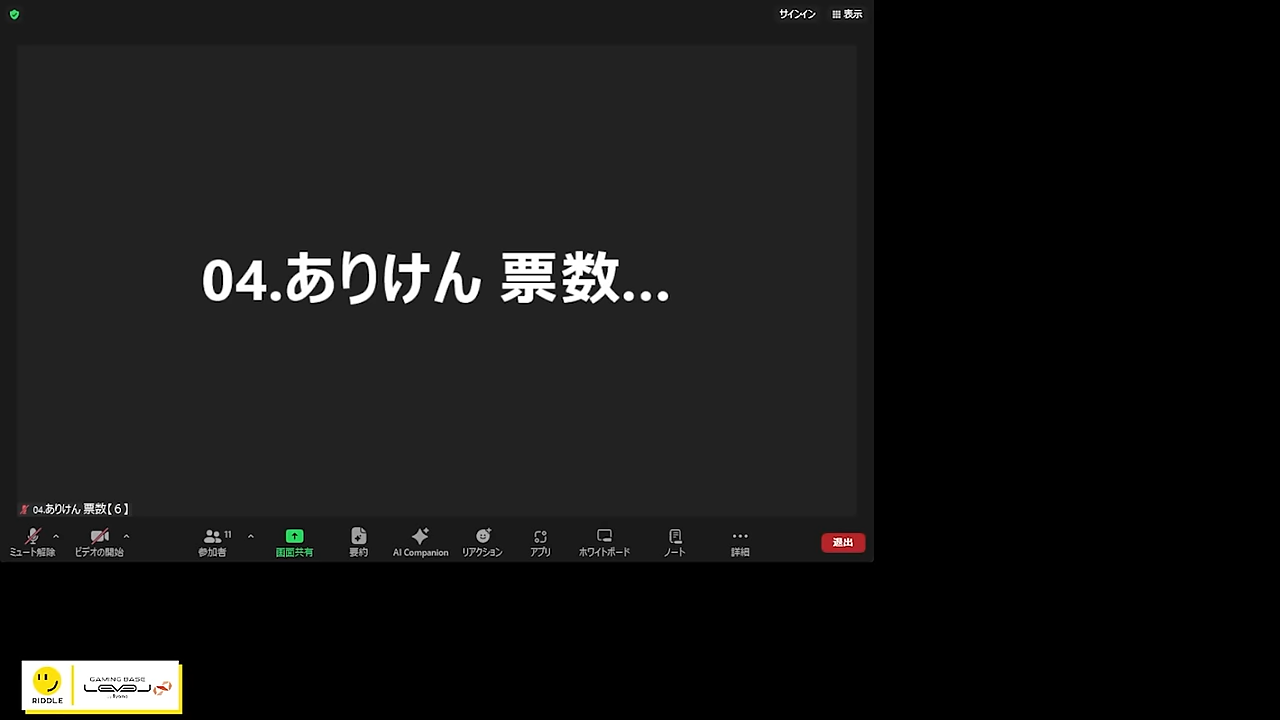 サインイン
表示
04.ありけん 票数...
04.ありけん 票数【６】
ミュート解除
ビデオの開始
11
参加者
画面共有
要約
AI Companion
リアクション
アプリ
ホワイトボード
ノート
詳細
退出
RIDDLE
GAMING BASE
LEVEL